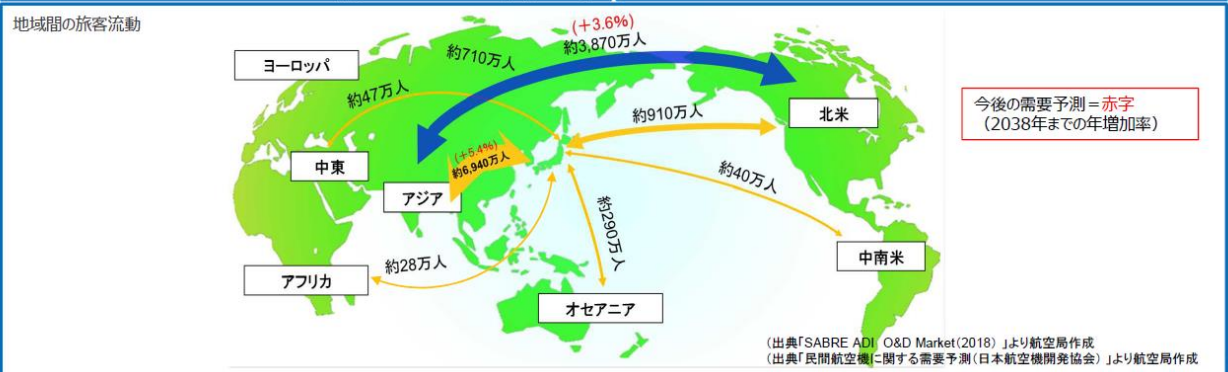 地域間の旅客流動
(+3.6%)
約3,870万人
約710万人
ヨーロッパ
約47万人
約910万人
北米
今後の需要予測=赤字
(2038年までの年増加率)
(+5.4%)
約6,940万人
中東
アジア
約40万人
約290万人
中南米
約28万人
アフリカ
オセアニア
(出典「SABRE ADI O&D Market(2018) 」より航空局作成
(出典「民間航空機に関する需要予測(日本航空機開発協会) 」より航空局作成